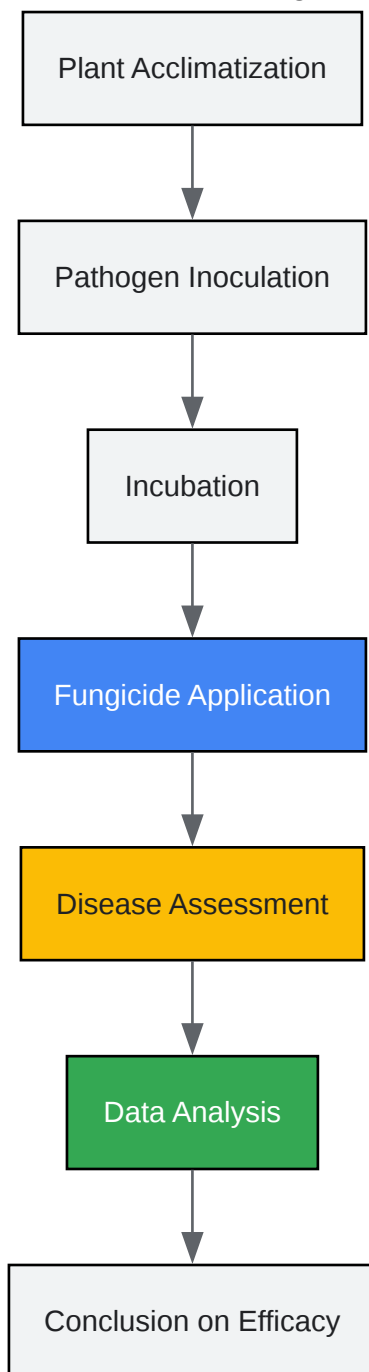 Plant Acclimatization
Pathogen Inoculation
Incubation
Fungicide Application
Disease Assessment
Data Analysis
Conclusion on Efficacy